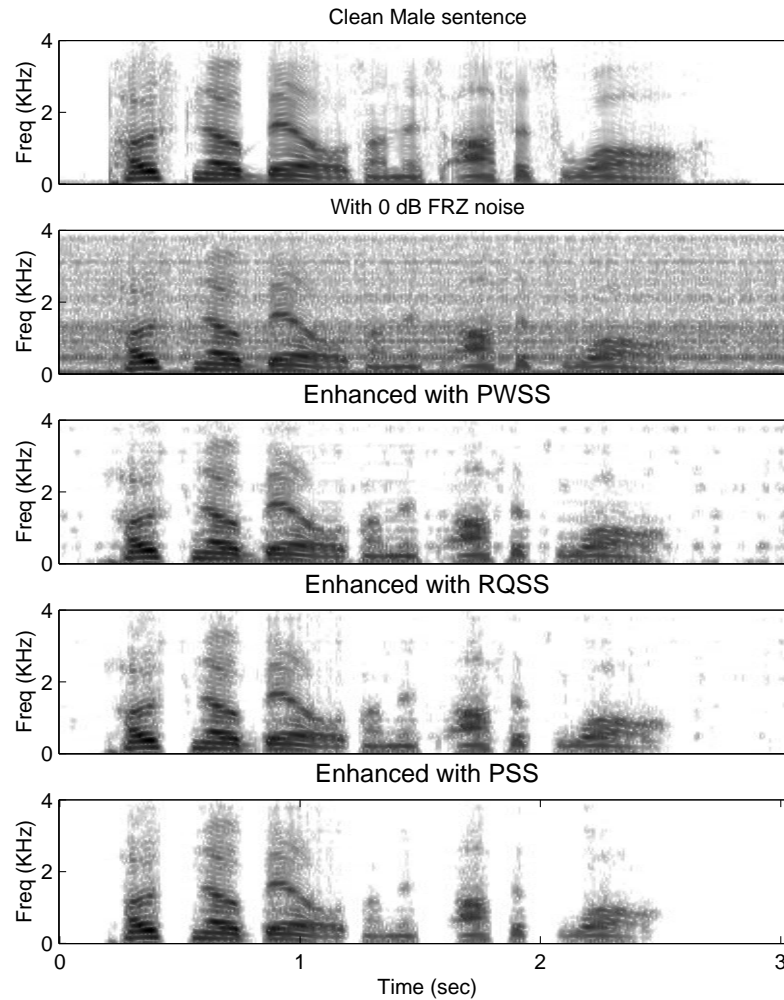 Clean Male sentence
4
Freq (KHz)
2
0
With 0 dB FRZ noise
4
Freq (KHz)
2
0
Enhanced with PWSS
4
Freq (KHz)
2
0
Enhanced with RQSS
4
Freq (KHz)
2
0
Enhanced with PSS
4
Freq (KHz)
2
0
0 1 2 3
Time (sec)